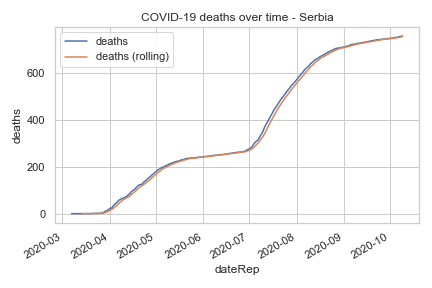 COVID-19 deaths over time - Serbia
deaths
deaths (rolling)
deaths
600
400
200
0
2020-03
2020-04
2020-05
2020-06
2020-07
2020-08
2020-09
2020-10
dateRep